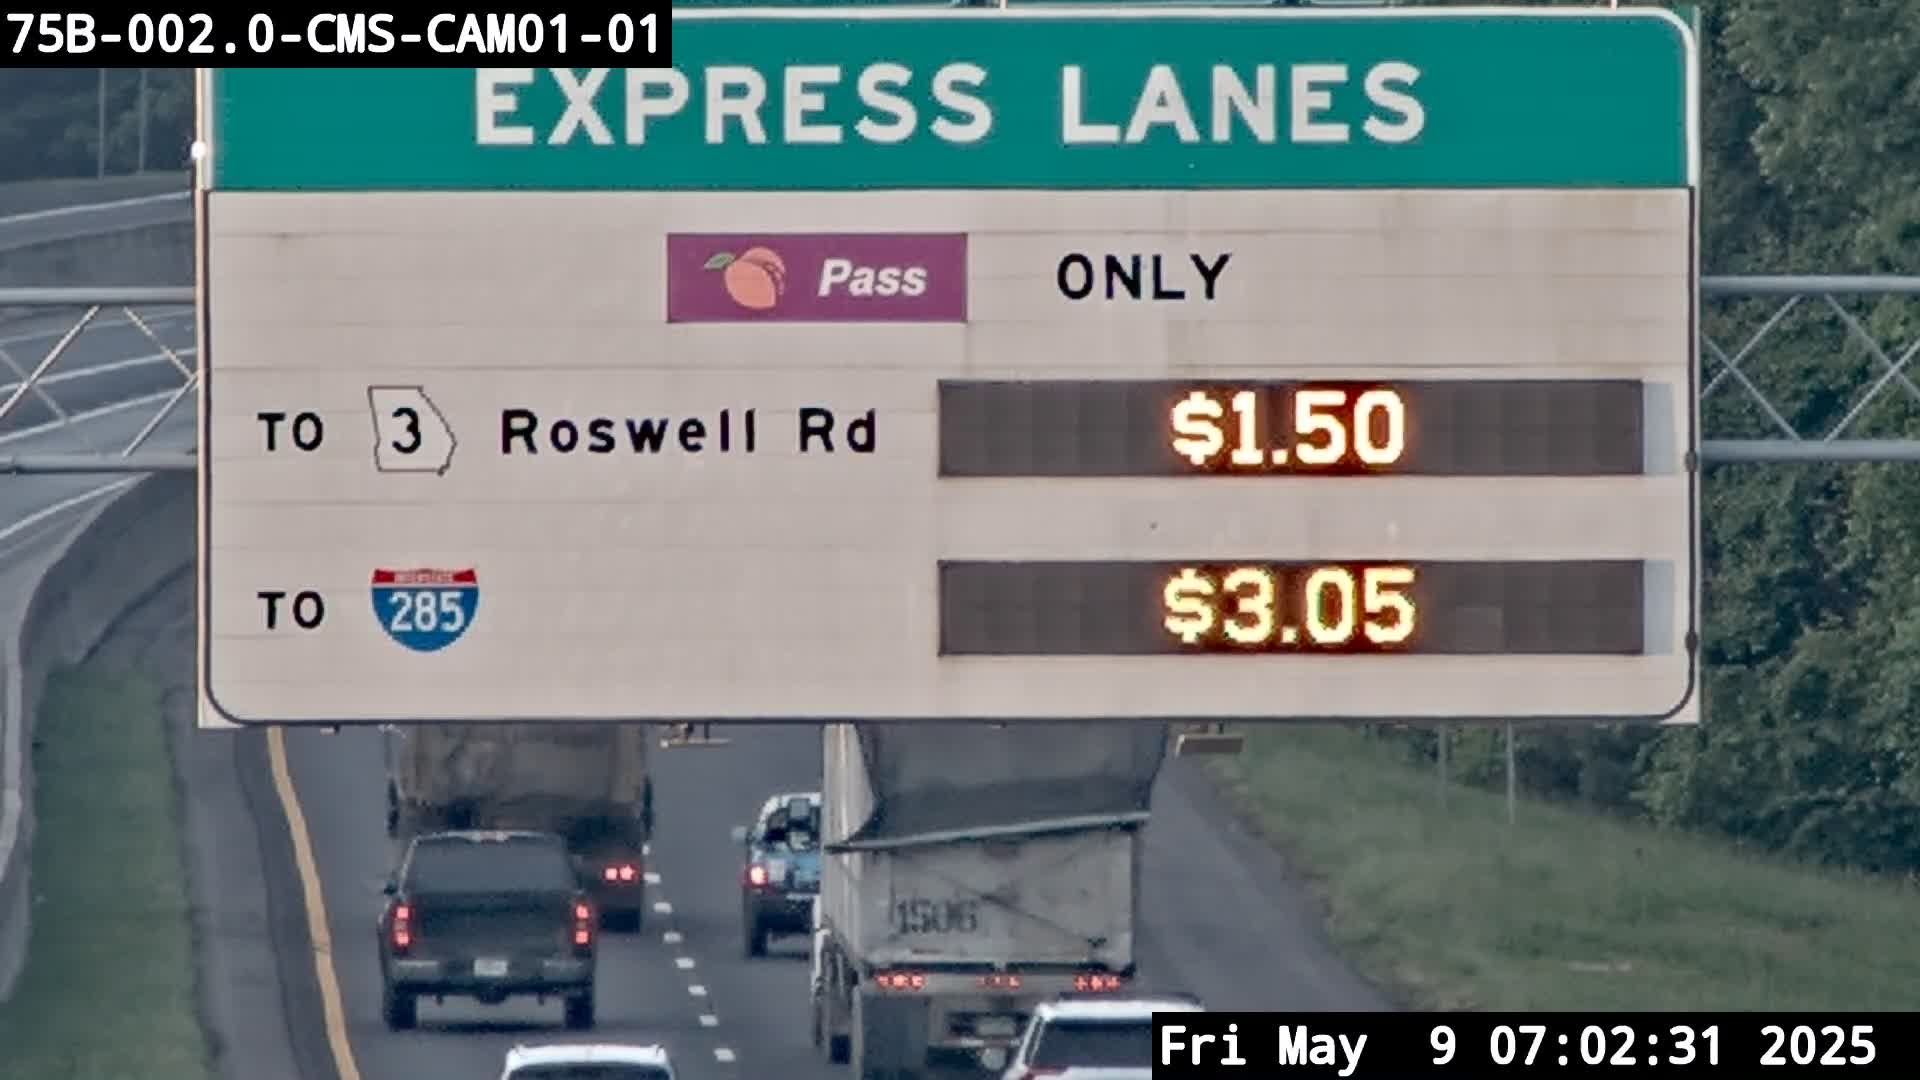 75B-002.0-CMS-CAM01-01
EXPRESS LANES
Pass ONLY
TO 3 Roswell Rd $1.50
INTERSTATE
TO 285 $3.05
1506
Fri May 9 07:02:31 2025